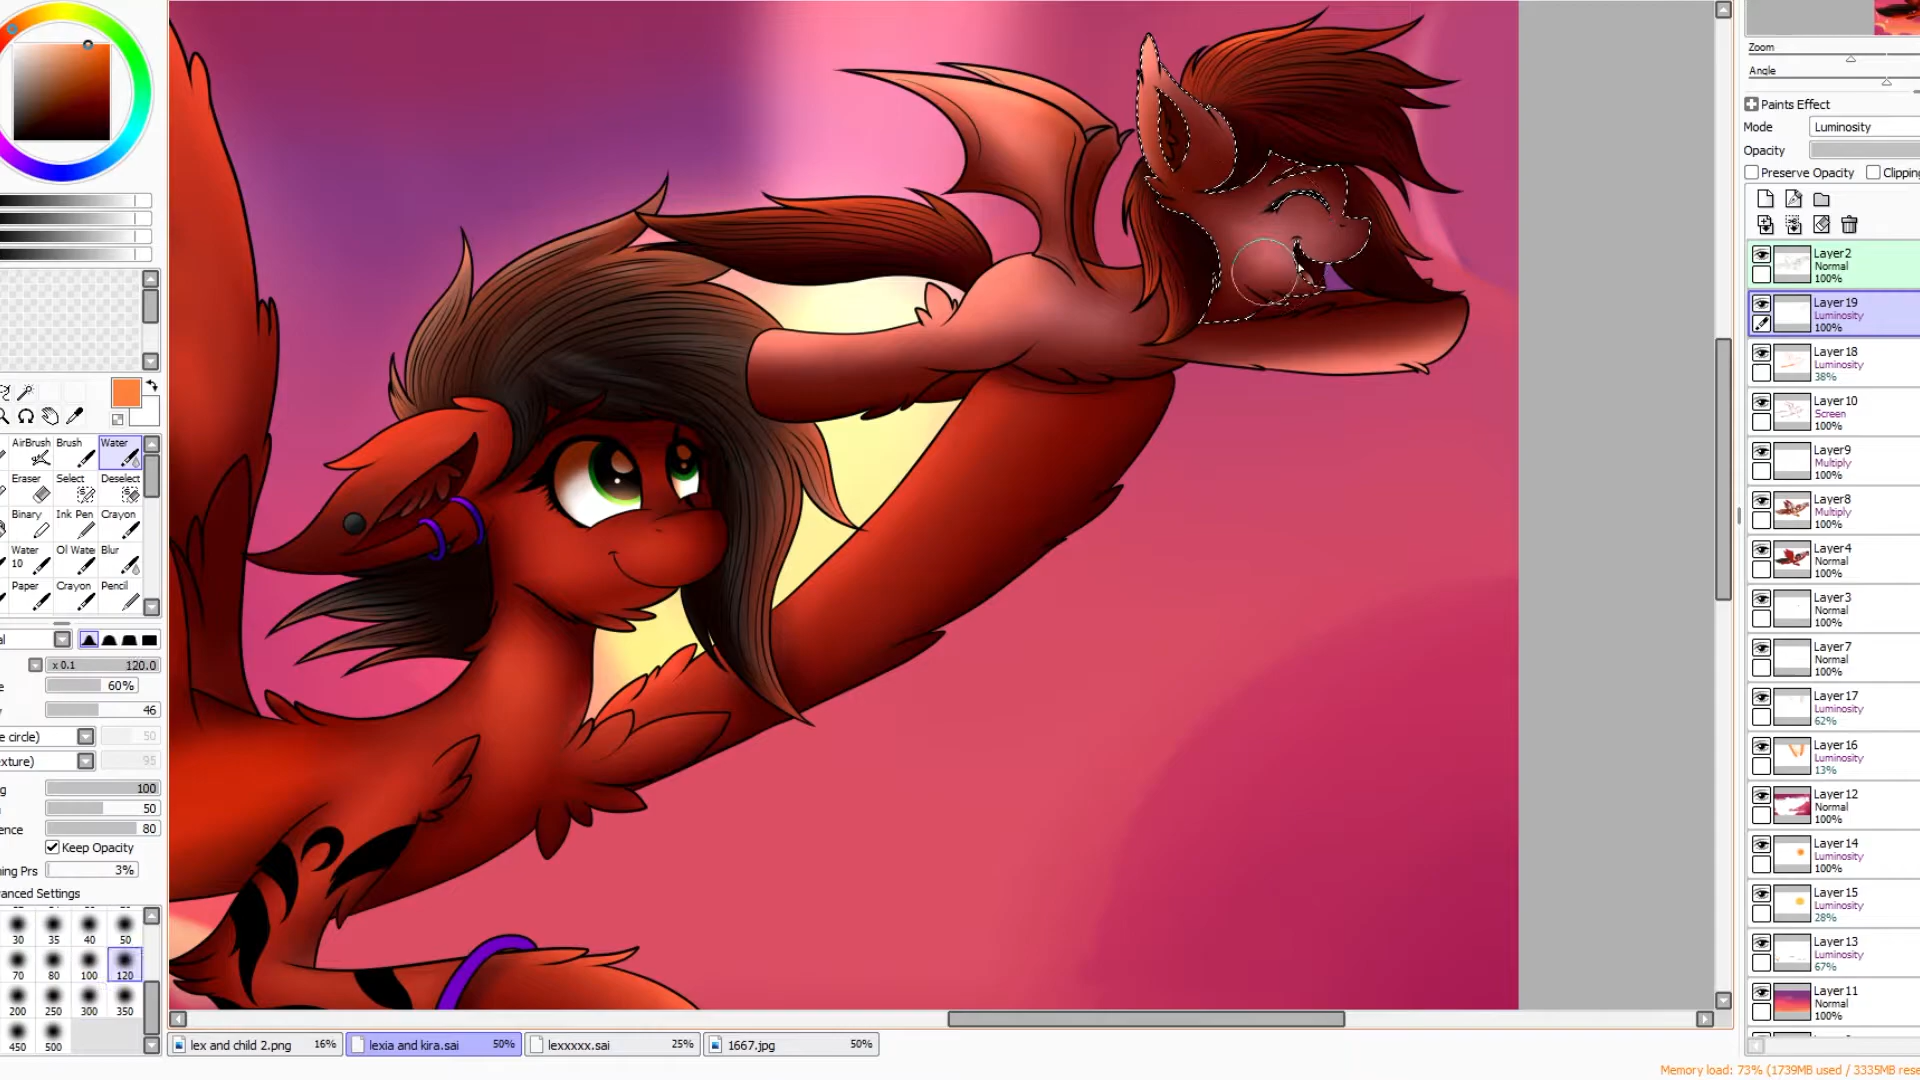 Zoom
Angle
Paints Effect
Mode Luminosity
Opacity
Preserve Opacity Clipping
Layer2
Normal
100%
Layer19
Luminosity
100%
Layer18
Luminosity
38%
Layer10
Screen
100%
Layer9
Multiply
100%
Layer8
Multiply
100%
Layer4
Normal
100%
Layer3
Normal
100%
Layer7
Normal
100%
Layer17
Luminosity
62%
Layer16
Luminosity
13%
Layer12
Normal
100%
Layer14
Luminosity
100%
Layer15
Luminosity
28%
Layer13
Luminosity
67%
Layer11
Normal
100%
AirBrush Brush Water
Eraser Select Deselect
Binary Ink Pen Crayon
Water 10 Oil Wate Blur
Paper Crayon Pencil
x 0.1 120.0
60%
46
e circle) 50
exture) 95
100
50
ence 80
Keep Opacity
ning Prs 3%
vanced Settings
30 35 40 50
70 80 100 120
200 250 300 350
450 500
lex and child 2.png 16% lexia and kira.sai 50% lexxxxx.sai 25% 1667.jpg 50%
Memory load: 73% (1739MB used / 3335MB rese